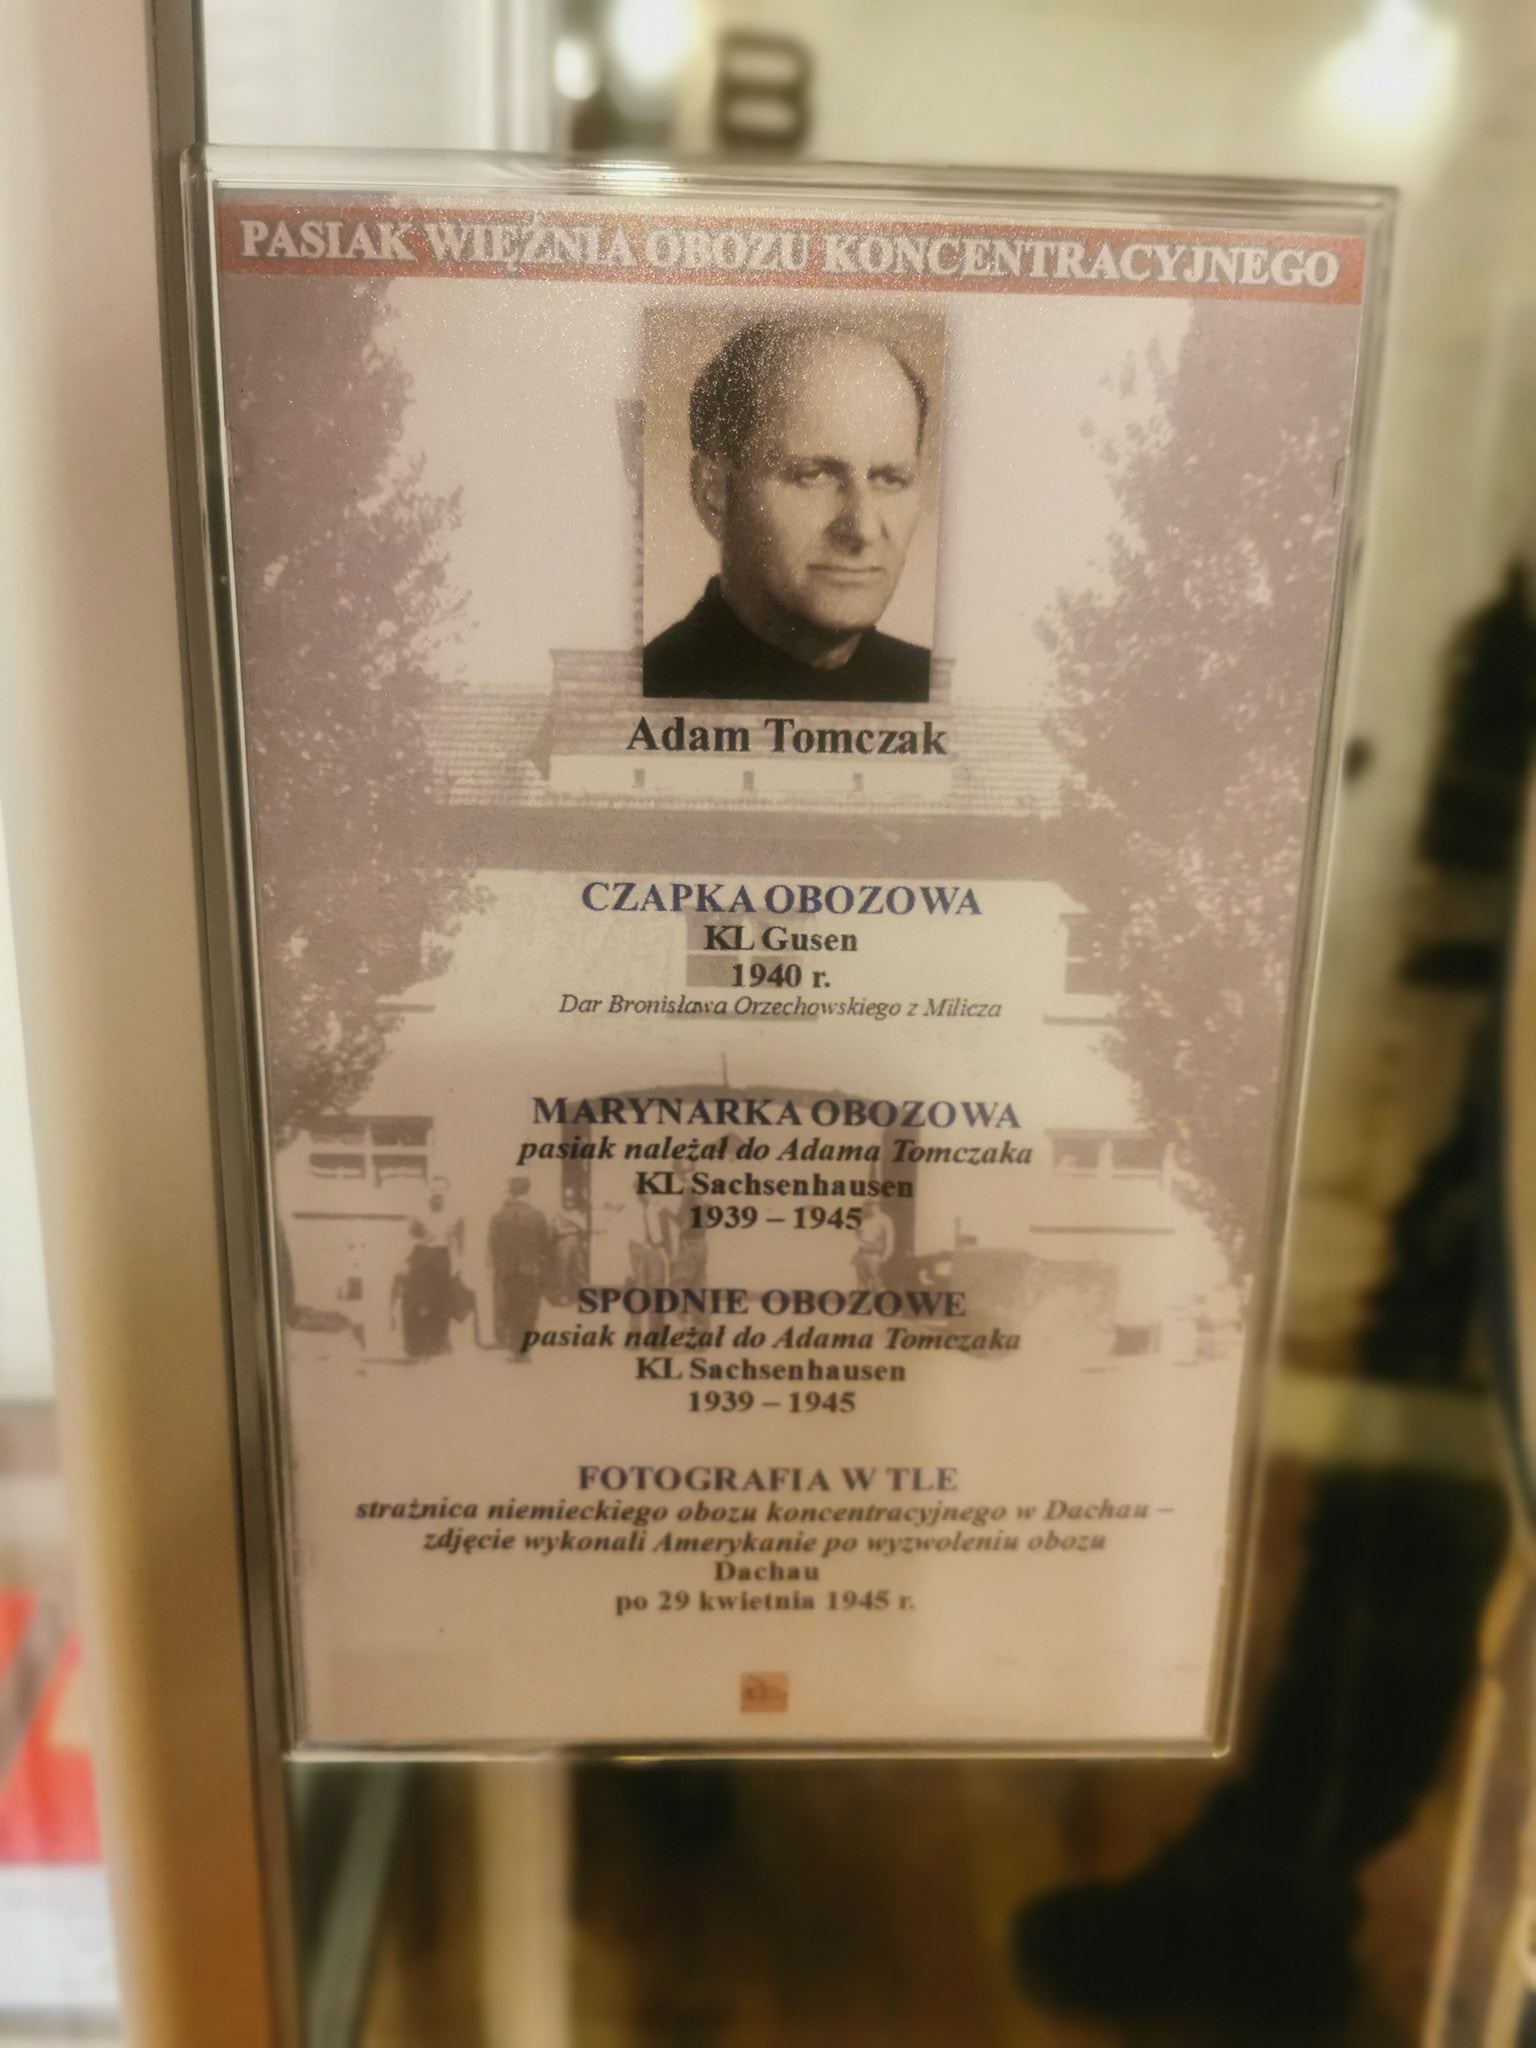 B
PASIAK WIĘŹNIA OBOZU KONCENTRACYJNEGO
Adam Tomczak
CZAPKA OBOZOWA
KL Gusen
1940 r.
Dar Bronisława Orzechowskiego z Milicza
MARYNARKA OBOZOWA
pasiak należał do Adama Tomczaka
KL Sachsenhausen
1939 – 1945
SPODNIE OBOZOWE
pasiak należał do Adama Tomczaka
KL Sachsenhausen
1939 – 1945
FOTOGRAFIA W TLE
strażnica niemieckiego obozu koncentracyjnego w Dachau –
zdjęcie wykonali Amerykanie po wyzwoleniu obozu
Dachau
po 29 kwietnia 1945 r.